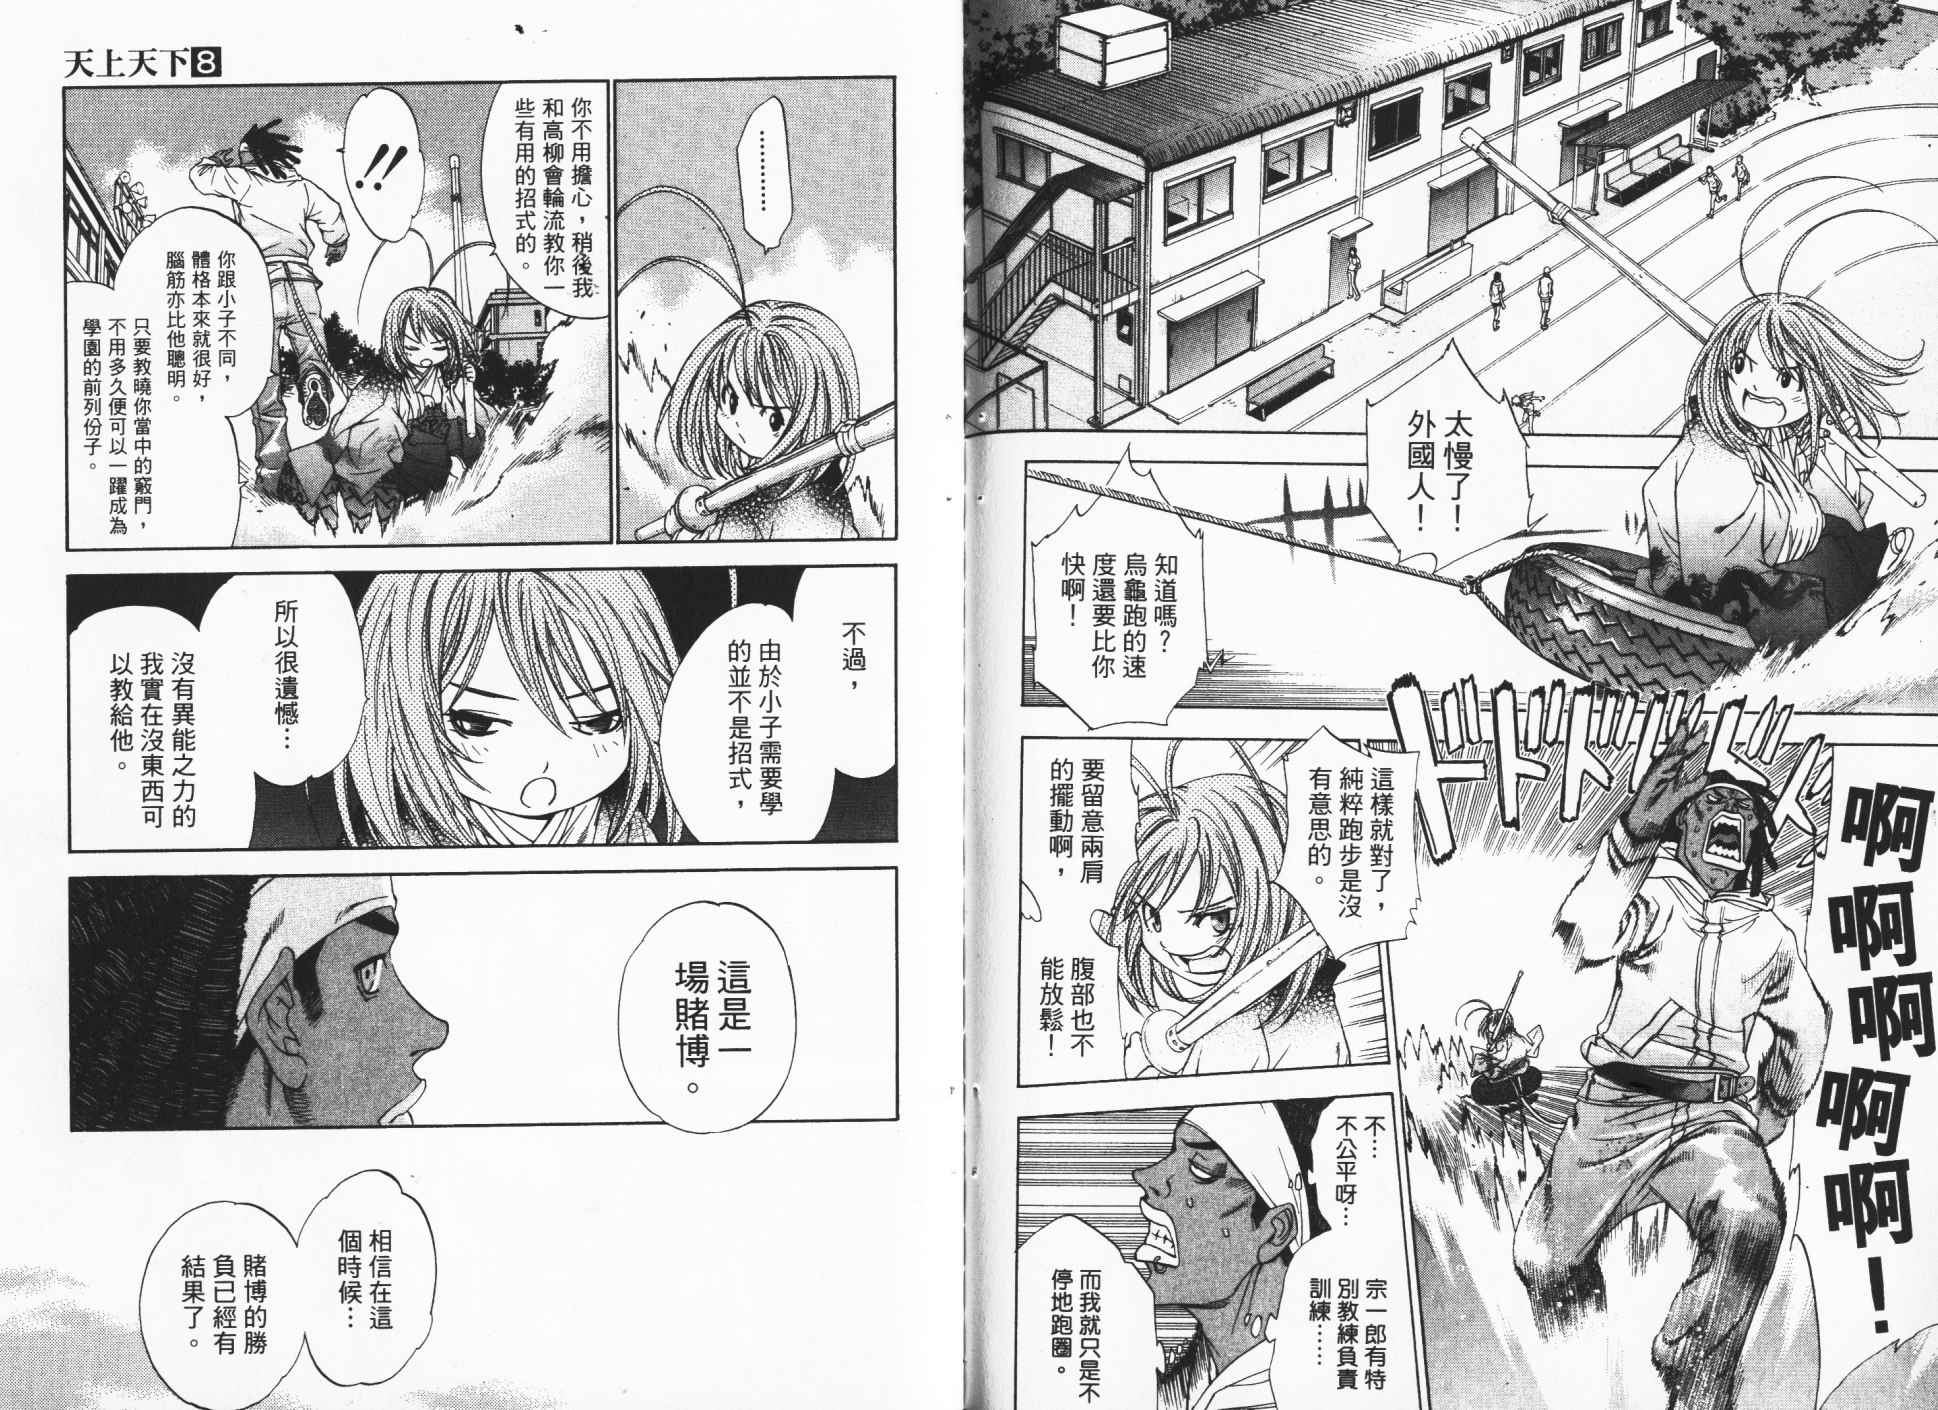 太慢了！
外國人！
知道嗎？
烏龜跑的速
度還要比你
快啊！
ドドドドドド
啊啊啊啊啊！
這樣就對了，
純粹跑步是沒
有意思的。
要留意兩肩
的擺動啊，
腹部也不
能放鬆！
不…
不公平呀…
宗一郎有特
別教練負責
訓練……
而我就只是不
停地跑圈。
天上天下8
…………
你不用擔心，稍後我
和高柳會輪流教你一
些有用的招式的。
!!
你跟小子不同，
體格本來就很好，
腦筋亦比他聰明。
只要教曉你當中的竅門，
不用多久便可以一躍成為
學園的前列份子。
不過，
由於小子需要學
的並不是招式，
所以很遺憾…
沒有異能之力的
我實在沒東西可
以教給他。
這是一
場賭博。
相信在這
個時候…
賭博的勝
負已經有
結果了。